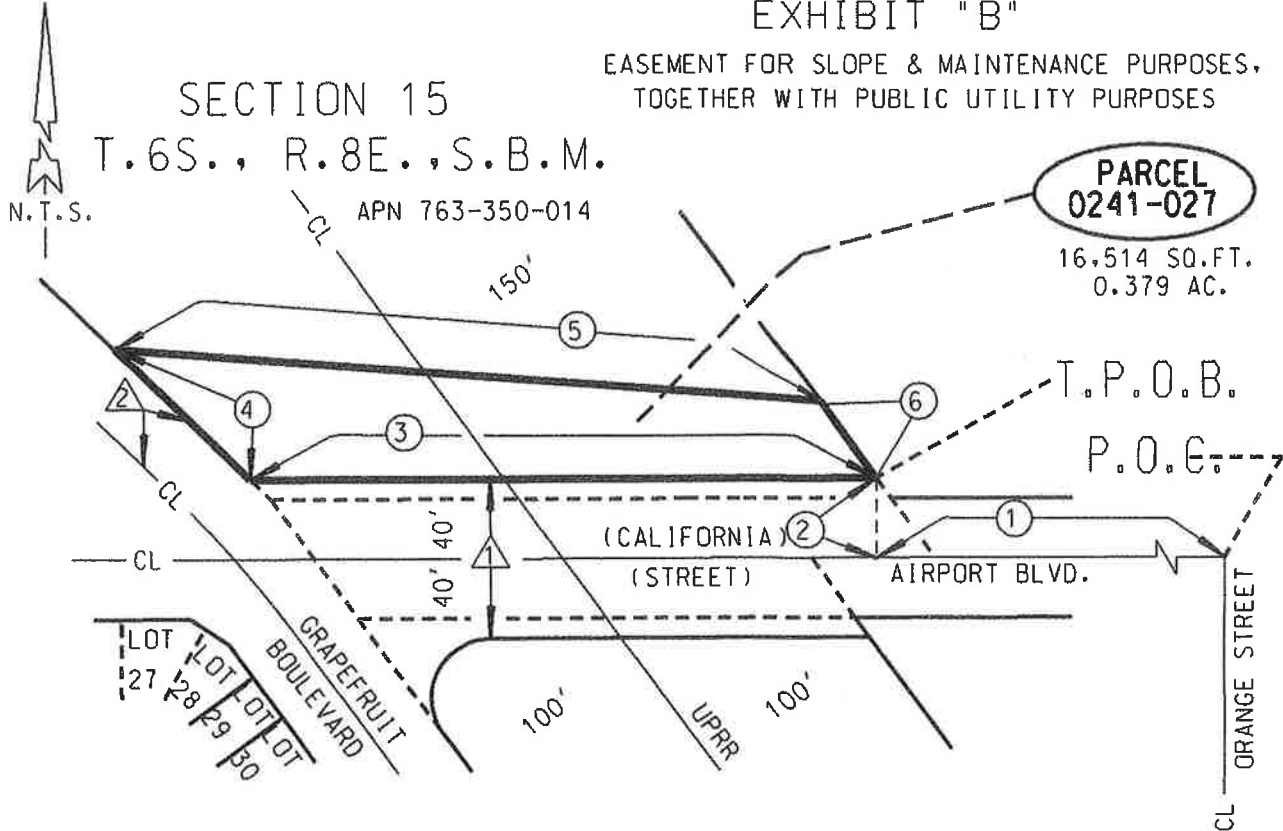 EXHIBIT "B"
EASEMENT FOR SLOPE & MAINTENANCE PURPOSES,
TOGETHER WITH PUBLIC UTILITY PURPOSES
SECTION 15
T.6S., R.8E.,S.B.M.
N.T.S.
APN 763-350-014
CL
150'
PARCEL
0241-027
16,514 SQ.FT.
0.379 AC.
5
T.P.O.B.
2
4
3
6
P.O.C.
CL
40'
40'
1
(CALIFORNIA)
(STREET)
2
1
CL
AIRPORT BLVD.
LOT
27
LOT
28
LOT
29
LOT
30
GRAPEFRUIT
BOULEVARD
100'
UPRR
100'
ORANGE STREET
CL